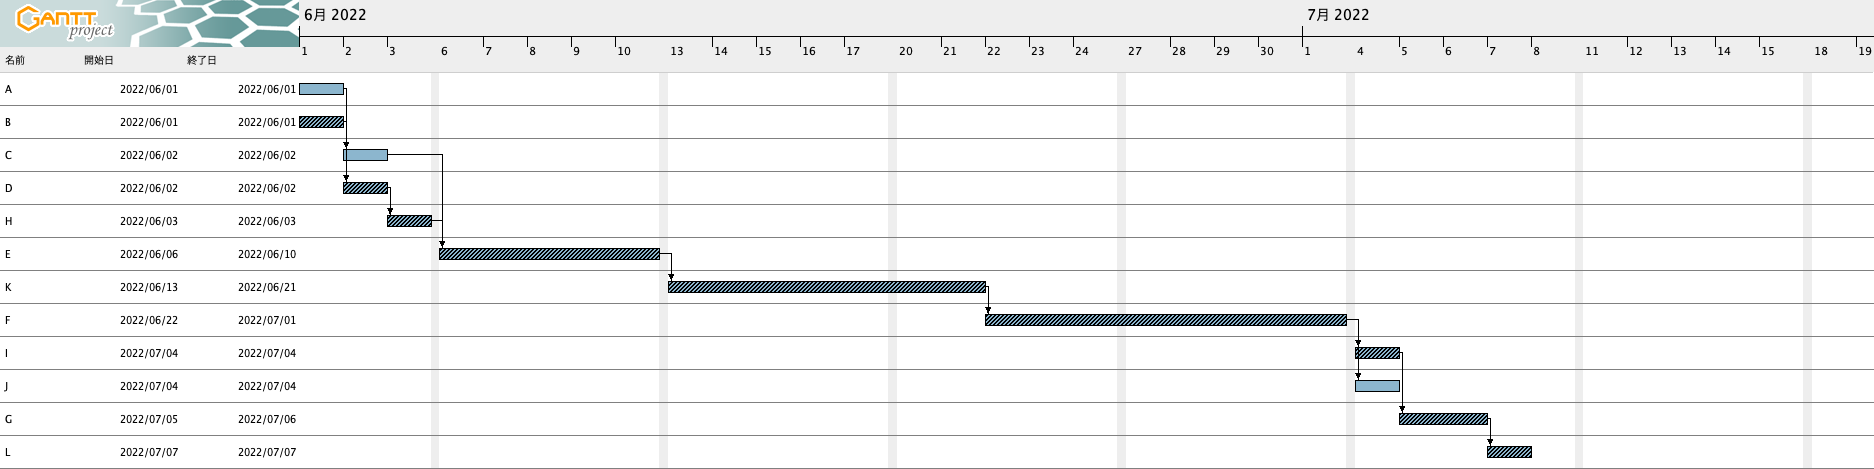 GANTT project
6月 2022 7月 2022
1 2 3 6 7 8 9 10 13 14 15 16 17 20 21 22 23 24 27 28 29 30 1 4 5 6 7 8 11 12 13 14 15 18 19
名前 開始日 終了日
A 2022/06/01 2022/06/01
B 2022/06/01 2022/06/01
C 2022/06/02 2022/06/02
D 2022/06/02 2022/06/02
H 2022/06/03 2022/06/03
E 2022/06/06 2022/06/10
K 2022/06/13 2022/06/21
F 2022/06/22 2022/07/01
I 2022/07/04 2022/07/04
J 2022/07/04 2022/07/04
G 2022/07/05 2022/07/06
L 2022/07/07 2022/07/07